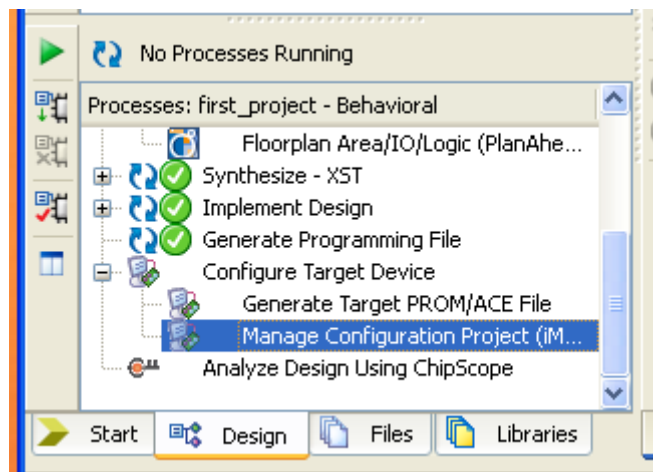 No Processes Running
Processes: first_project - Behavioral
Floorplan Area/IO/Logic (PlanAhe...
Synthesize - XST
Implement Design
Generate Programming File
Configure Target Device
Generate Target PROM/ACE File
Manage Configuration Project (iM...
Analyze Design Using ChipScope
Start Design Files Libraries